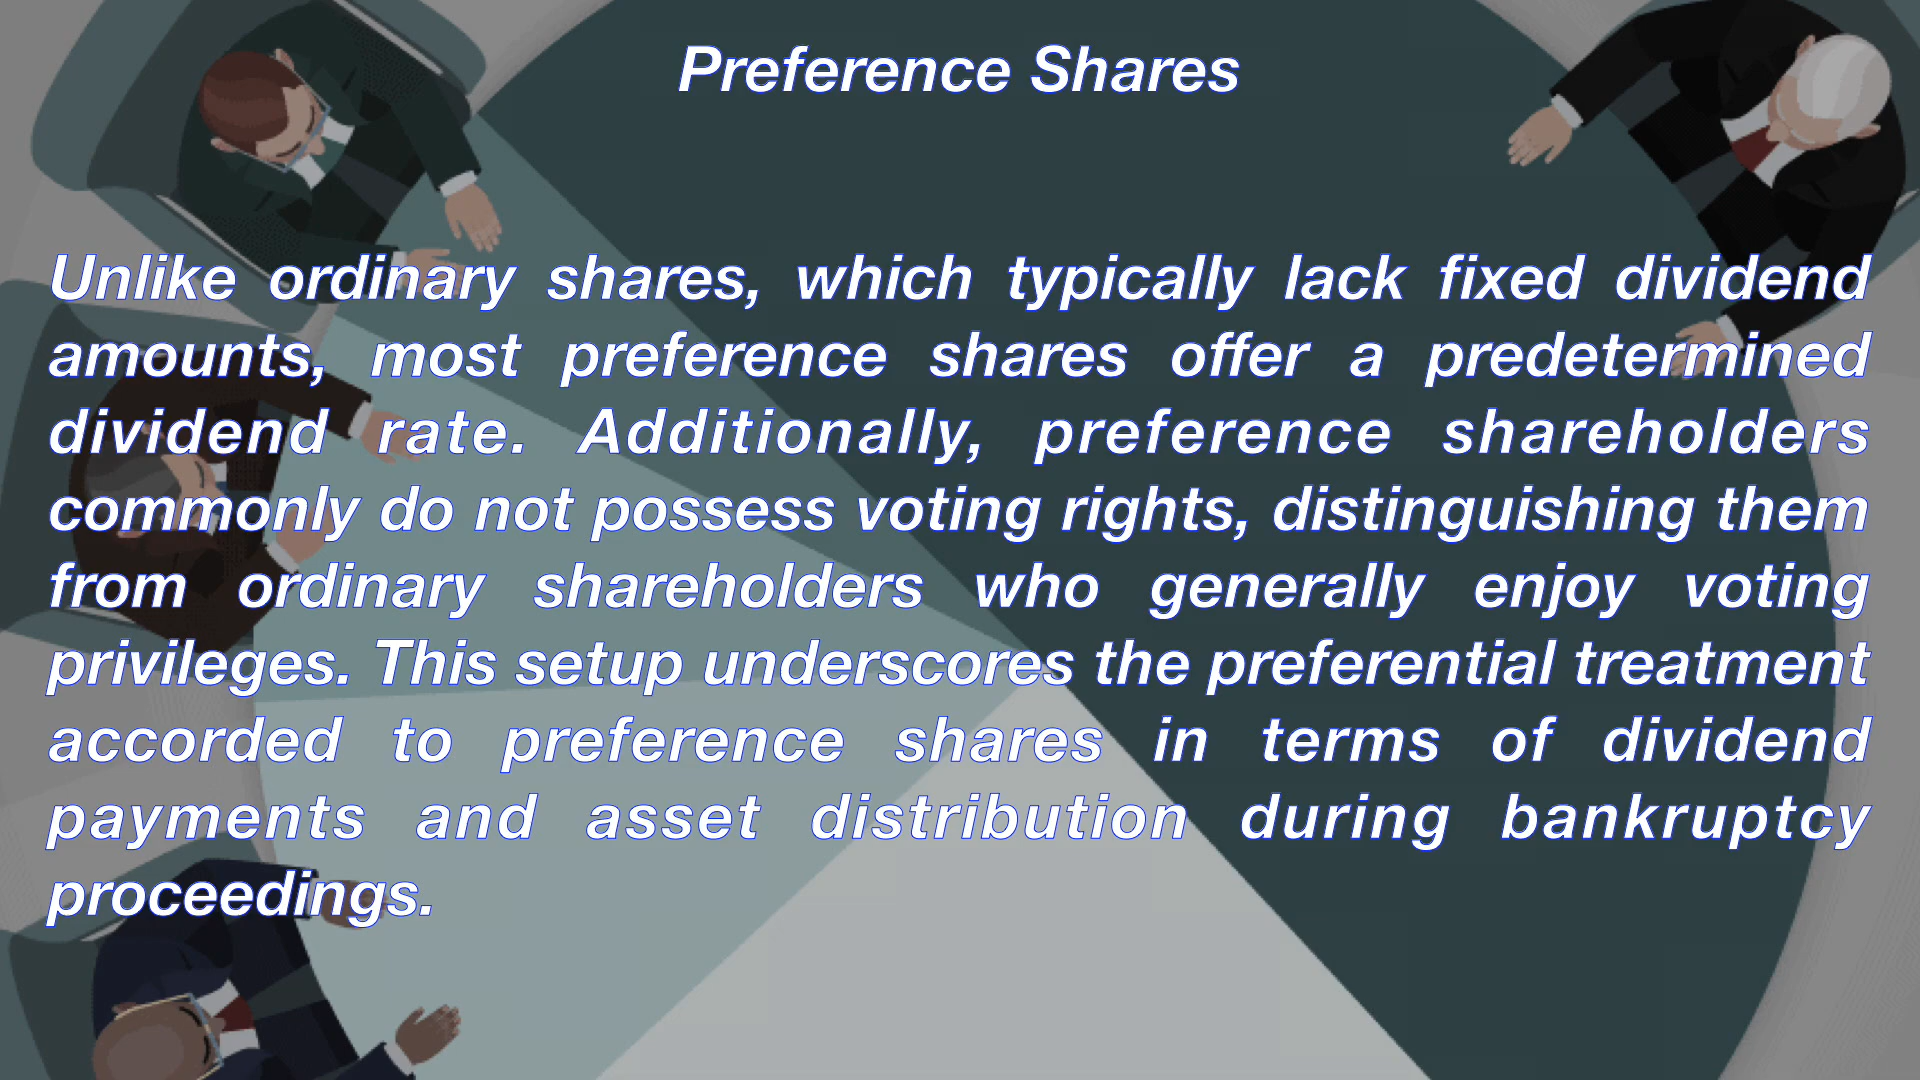 Preference Shares
Unlike ordinary shares, which typically lack fixed dividend
amounts, most preference shares offer a predetermined
dividend rate. Additionally, preference shareholders
commonly do not possess voting rights, distinguishing them
from ordinary shareholders who generally enjoy voting
privileges. This setup underscores the preferential treatment
accorded to preference shares in terms of dividend
payments and asset distribution during bankruptcy
proceedings.